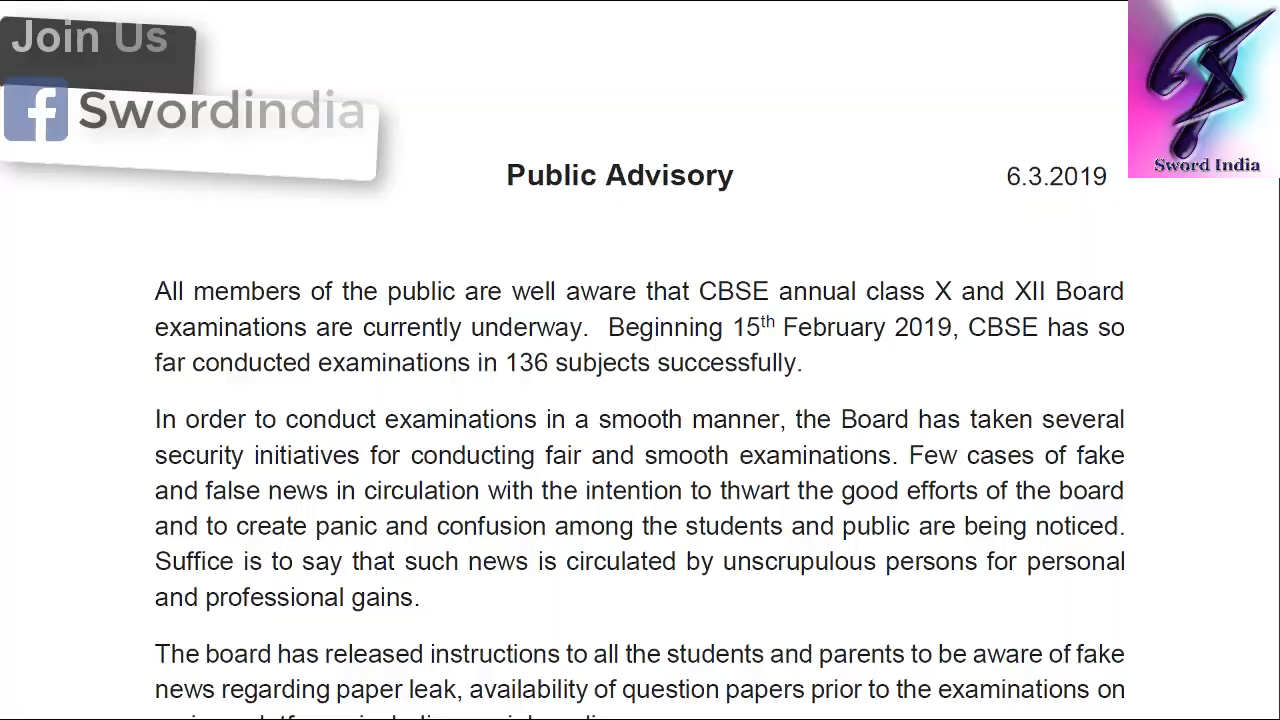 Join Us
Swordindia
Sword India
Public Advisory 6.3.2019
All members of the public are well aware that CBSE annual class X and XII Board
examinations are currently underway. Beginning 15th February 2019, CBSE has so
far conducted examinations in 136 subjects successfully.
In order to conduct examinations in a smooth manner, the Board has taken several
security initiatives for conducting fair and smooth examinations. Few cases of fake
and false news in circulation with the intention to thwart the good efforts of the board
and to create panic and confusion among the students and public are being noticed.
Suffice is to say that such news is circulated by unscrupulous persons for personal
and professional gains.
The board has released instructions to all the students and parents to be aware of fake
news regarding paper leak, availability of question papers prior to the examinations on